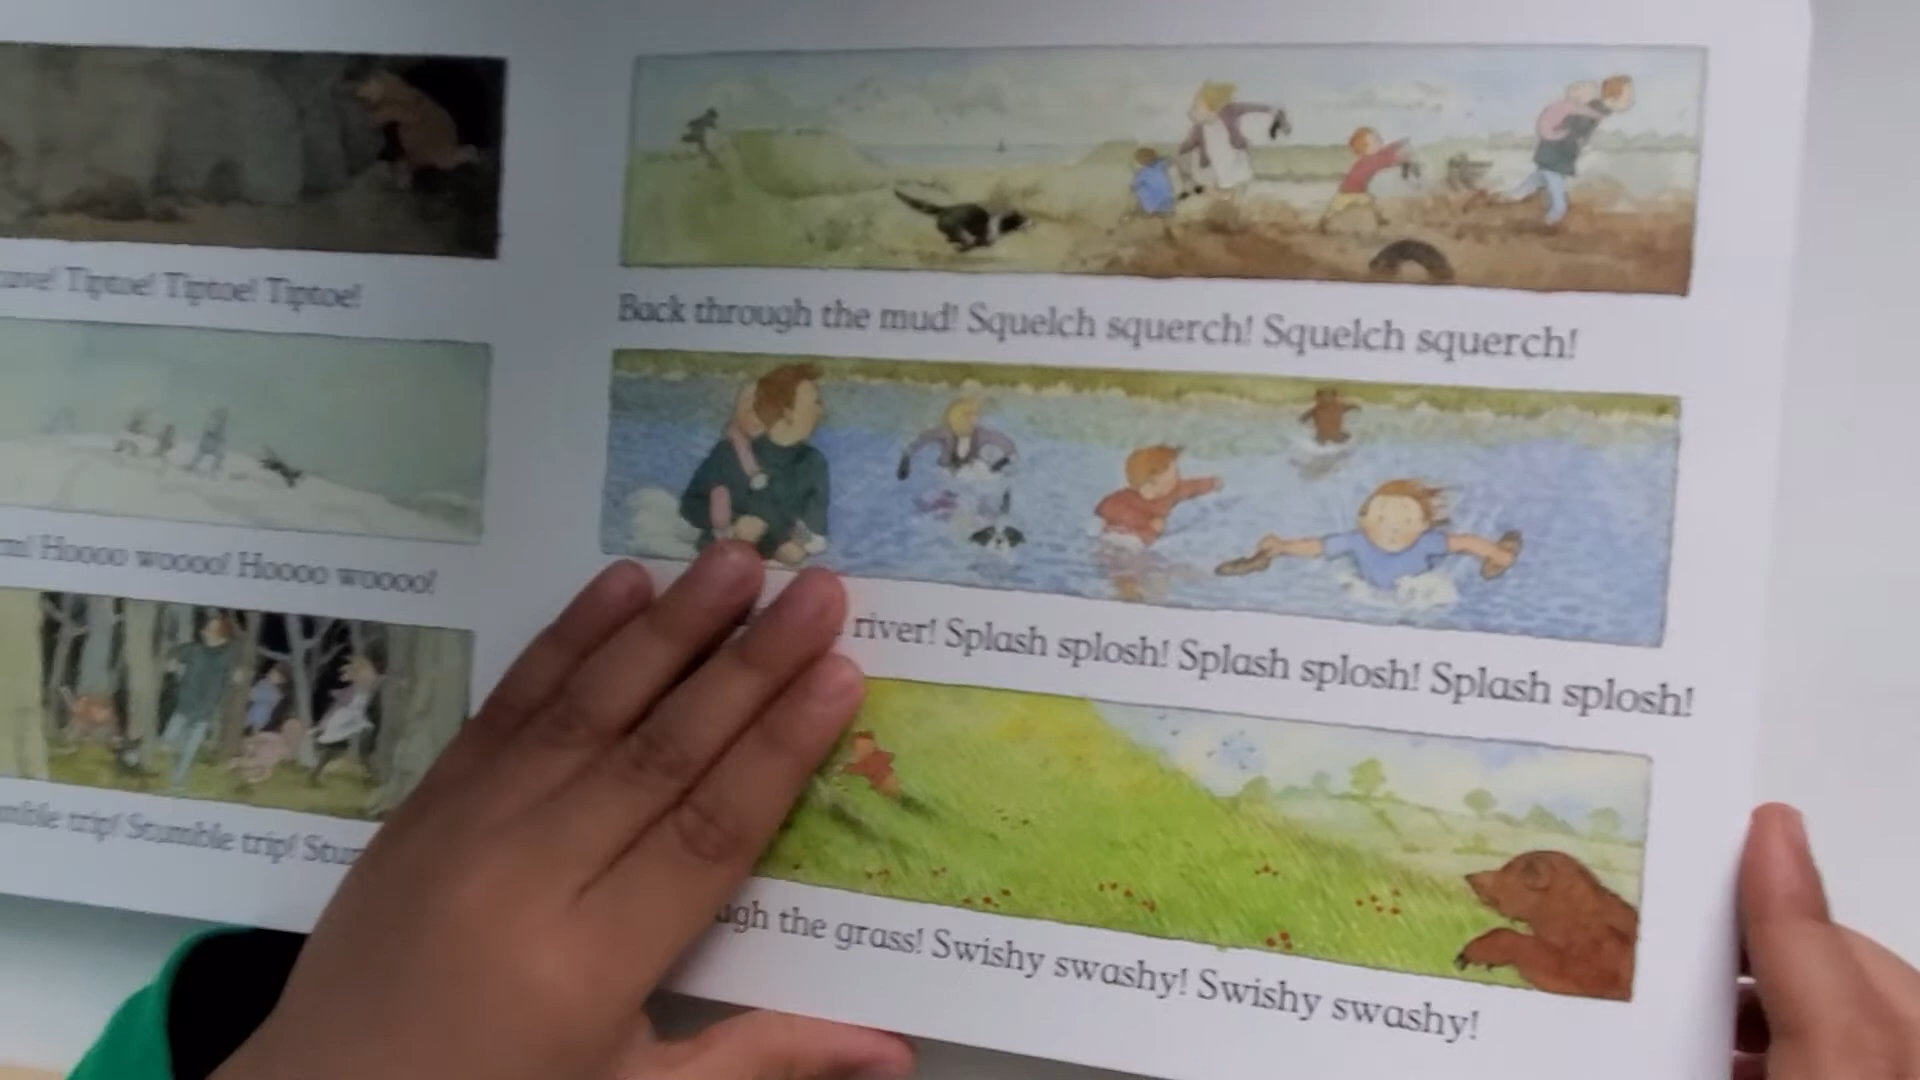 Tiptoe! Tiptoe! Tiptoe!
Hoooo woooo! Hoooo woooo!
trip! Stumble trip!
Back through the mud! Squelch squerch! Squelch squerch!
river! Splash splosh! Splash splosh! Splash splosh!
the grass! Swishy swashy! Swishy swashy!